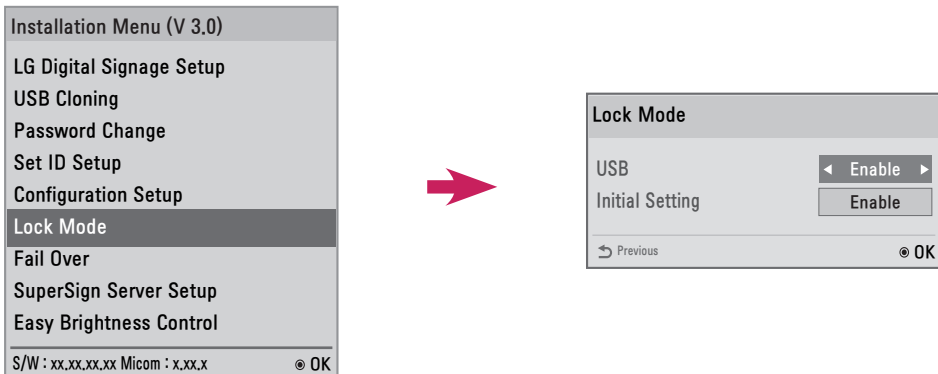 Installation Menu (V 3.0)
LG Digital Signage Setup
USB Cloning
Password Change
Set ID Setup
Configuration Setup
Lock Mode
Fail Over
SuperSign Server Setup
Easy Brightness Control
S/W : xx.xx.xx.xx Micom : x.xx.x ◉ OK
Lock Mode
USB ◄ Enable ►
Initial Setting Enable
Previous ◉ OK